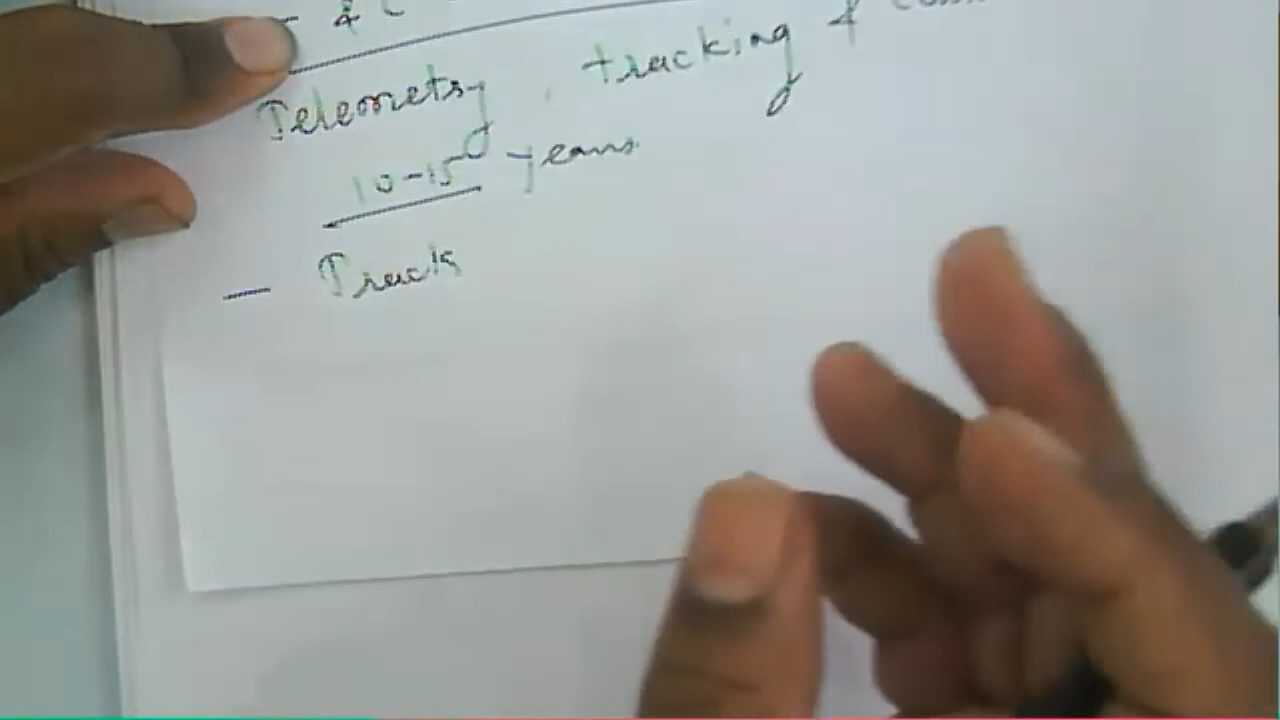 & C
Telemetry, tracking &
10-15 years
— Track